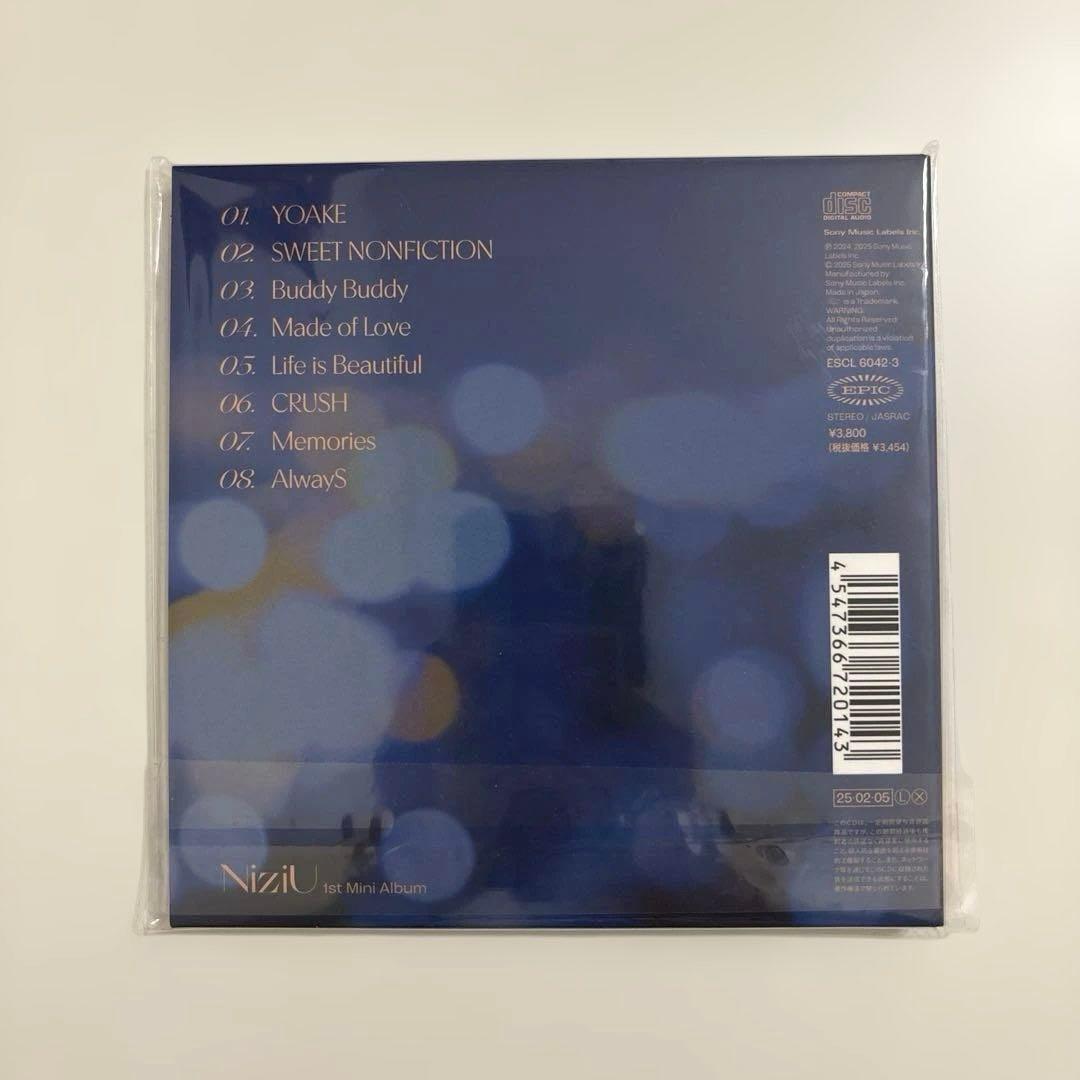 01. YOAKE
02. SWEET NONFICTION
03. Buddy Buddy
04. Made of Love
05. Life is Beautiful
06. CRUSH
07. Memories
08. AlwayS
COMPACT
disc
DIGITAL AUDIO
Sony Music Labels Inc.
℗ 2024, 2025 Sony Music
Labels Inc.
© 2025 Sony Music Labels Inc.
Manufactured by
Sony Music Labels Inc.
Made in Japan.
is a Trademark.
WARNING:
All Rights Reserved.
Unauthorized
duplication is a violation
of applicable laws.
ESCL 6042-3
EPIC
STEREO / JASRAC
¥3,800
(税抜価格 ¥3,454)
4547366720143
25·02·05 Ⓛ Ⓧ
NiziU 1st Mini Album